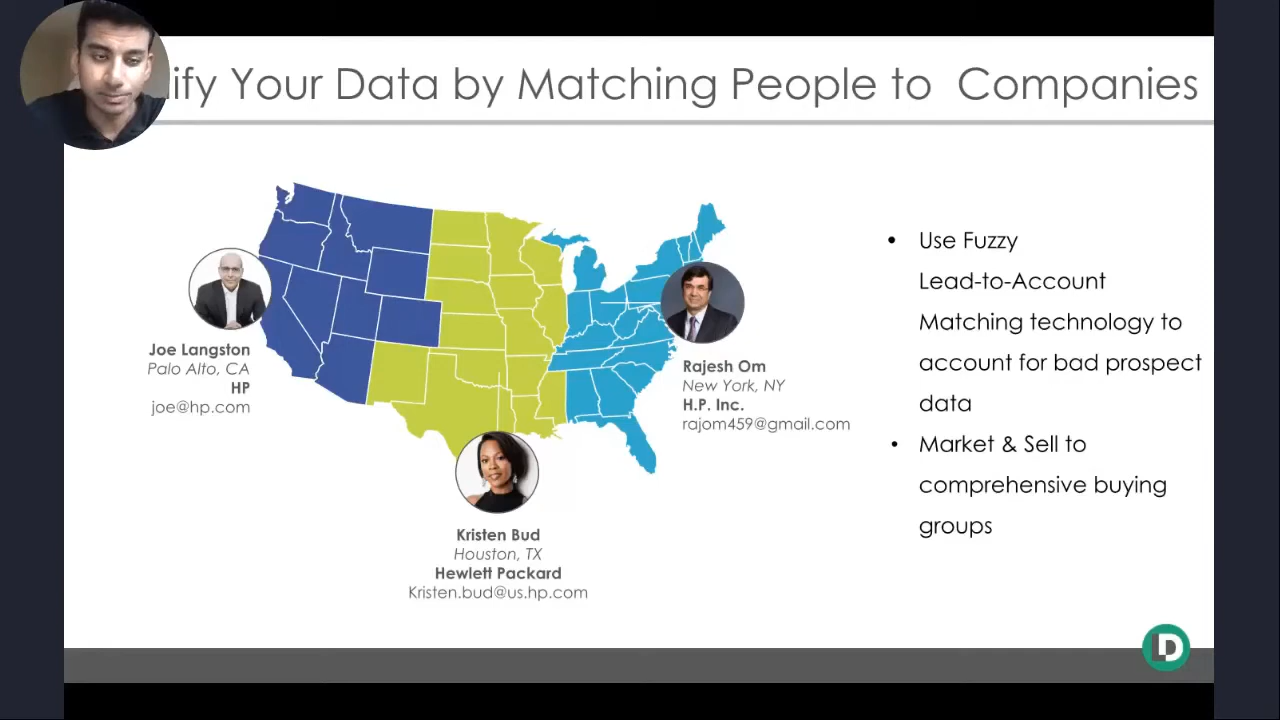 ify Your Data by Matching People to Companies
Joe Langston
Palo Alto, CA
HP
joe@hp.com
Rajesh Om
New York, NY
H.P. Inc.
rajom459@gmail.com
Kristen Bud
Houston, TX
Hewlett Packard
Kristen.bud@us.hp.com
• Use Fuzzy
Lead-to-Account
Matching technology to
account for bad prospect
data
• Market & Sell to
comprehensive buying
groups
LD